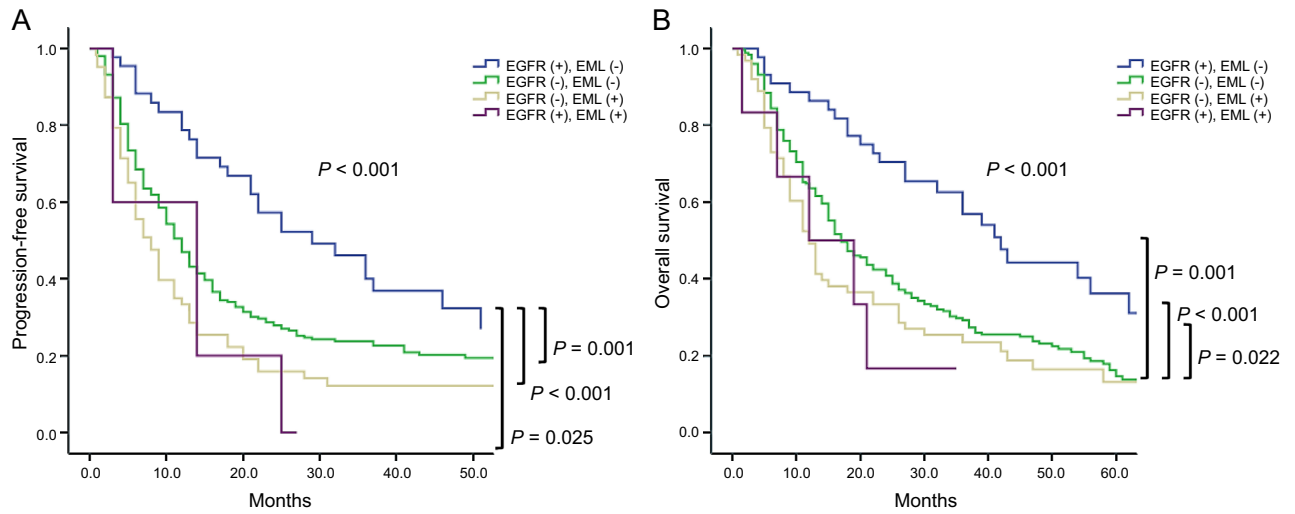 A
Progression-free survival
1.0
0.8
0.6
0.4
0.2
0.0
EGFR (+), EML (-)
EGFR (-), EML (-)
EGFR (-), EML (+)
EGFR (+), EML (+)
P < 0.001
P = 0.001
P < 0.001
P = 0.025
0.0 10.0 20.0 30.0 40.0 50.0
Months
B
Overall survival
1.0
0.8
0.6
0.4
0.2
0.0
EGFR (+), EML (-)
EGFR (-), EML (-)
EGFR (-), EML (+)
EGFR (+), EML (+)
P < 0.001
P = 0.001
P < 0.001
P = 0.022
0.0 10.0 20.0 30.0 40.0 50.0 60.0
Months